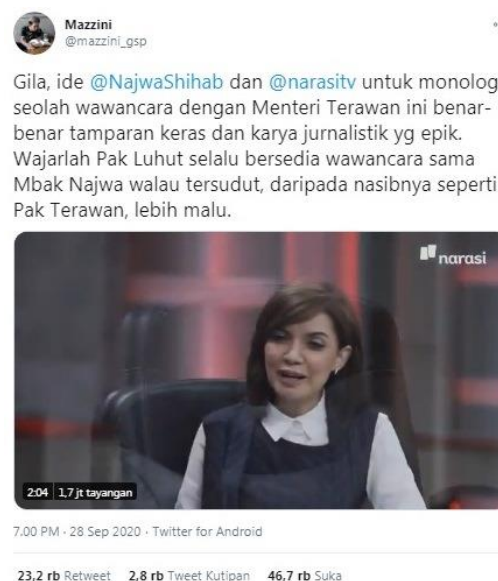 Mazzini
@mazzini_gsp
Gila, ide @NajwaShihab dan @narasitv untuk monolog
seolah wawancara dengan Menteri Terawan ini benar-
benar tamparan keras dan karya jurnalistik yg epik.
Wajarlah Pak Luhut selalu bersedia wawancara sama
Mbak Najwa walau tersudut, daripada nasibnya seperti
Pak Terawan, lebih malu.
narasi
2:04 1,7 jt tayangan
7.00 PM · 28 Sep 2020 · Twitter for Android
23,2 rb Retweet 2,8 rb Tweet Kutipan 46,7 rb Suka